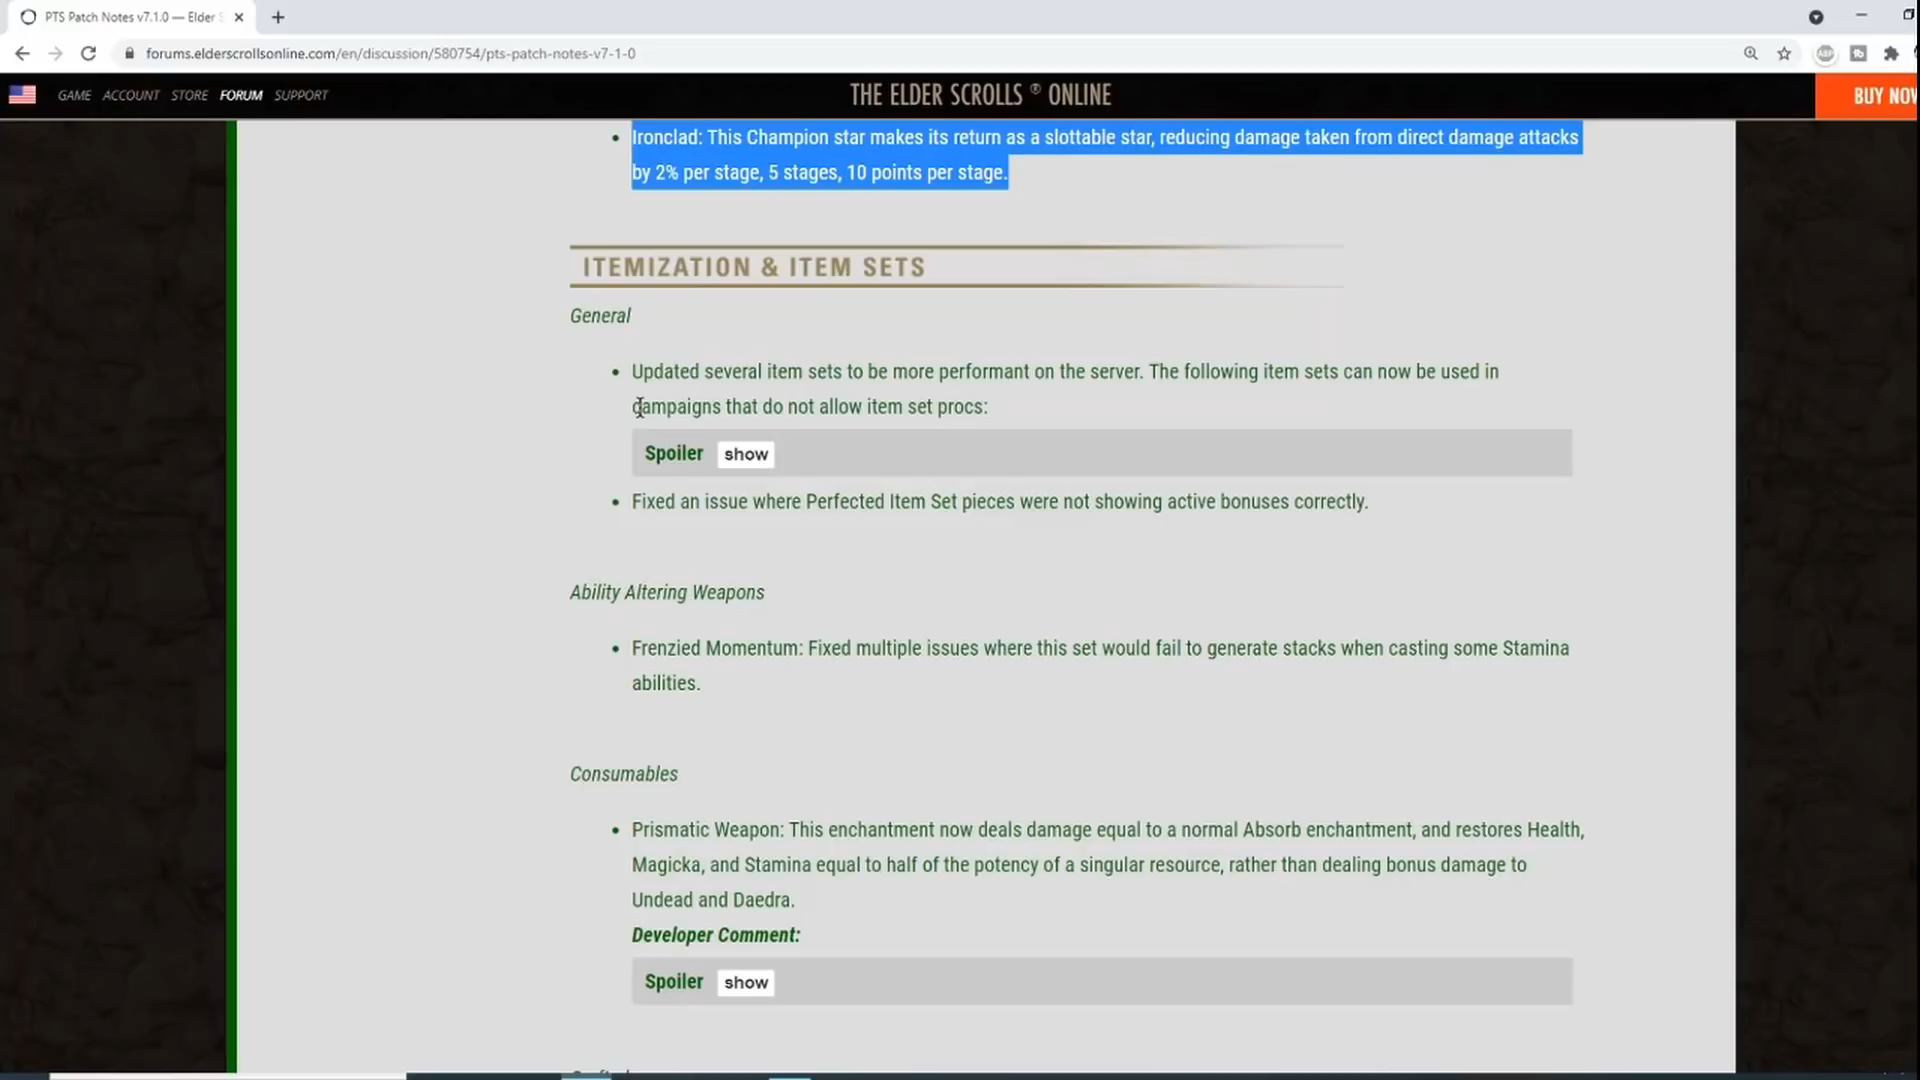 PTS Patch Notes v7.1.0 — Elder S
forums.elderscrollsonline.com/en/discussion/580754/pts-patch-notes-v7-1-0
ABP
GAME ACCOUNT STORE FORUM SUPPORT
THE ELDER SCROLLS ® ONLINE
BUY NOW
Ironclad: This Champion star makes its return as a slottable star, reducing damage taken from direct damage attacks
by 2% per stage, 5 stages, 10 points per stage.
ITEMIZATION & ITEM SETS
General
Updated several item sets to be more performant on the server. The following item sets can now be used in
campaigns that do not allow item set procs:
Spoiler show
Fixed an issue where Perfected Item Set pieces were not showing active bonuses correctly.
Ability Altering Weapons
Frenzied Momentum: Fixed multiple issues where this set would fail to generate stacks when casting some Stamina
abilities.
Consumables
Prismatic Weapon: This enchantment now deals damage equal to a normal Absorb enchantment, and restores Health,
Magicka, and Stamina equal to half of the potency of a singular resource, rather than dealing bonus damage to
Undead and Daedra.
Developer Comment:
Spoiler show